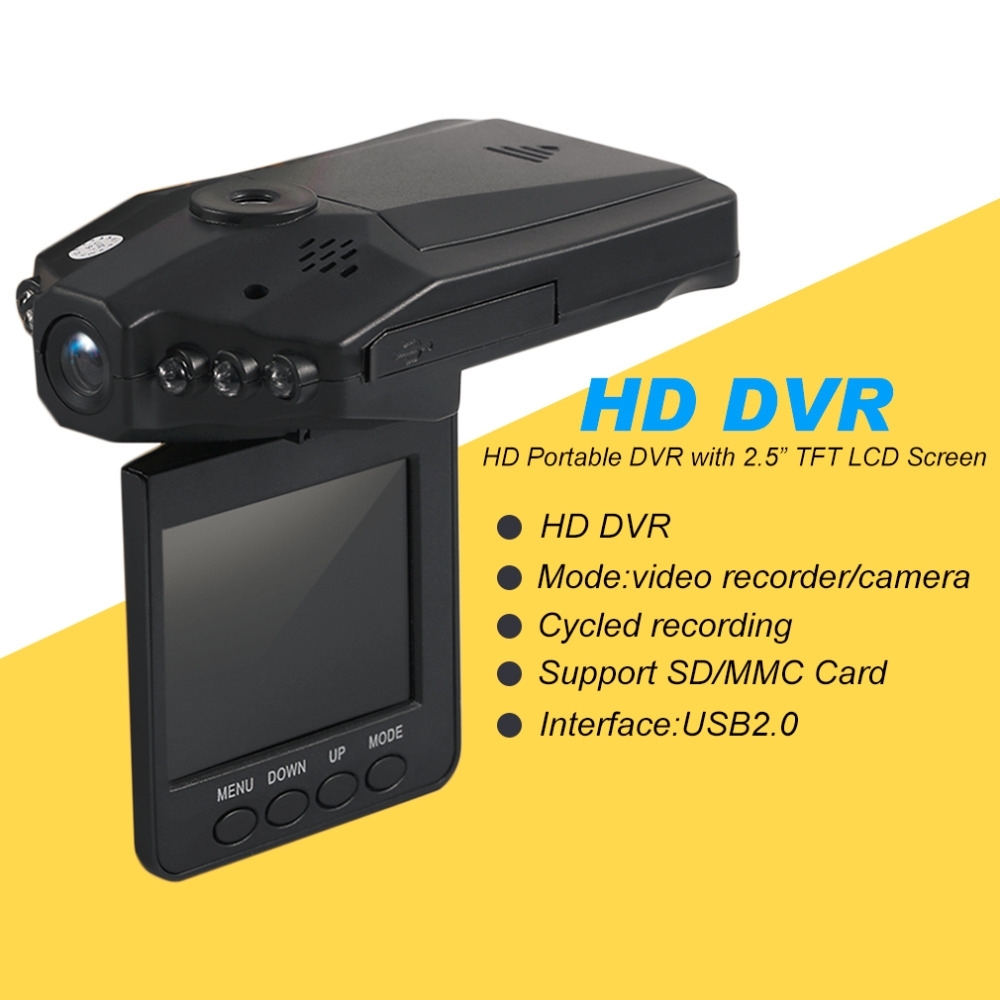 HD DVR
HD Portable DVR with 2.5” TFT LCD Screen
HD DVR
Mode:video recorder/camera
Cycled recording
Support SD/MMC Card
Interface:USB2.0
MENU DOWN UP MODE